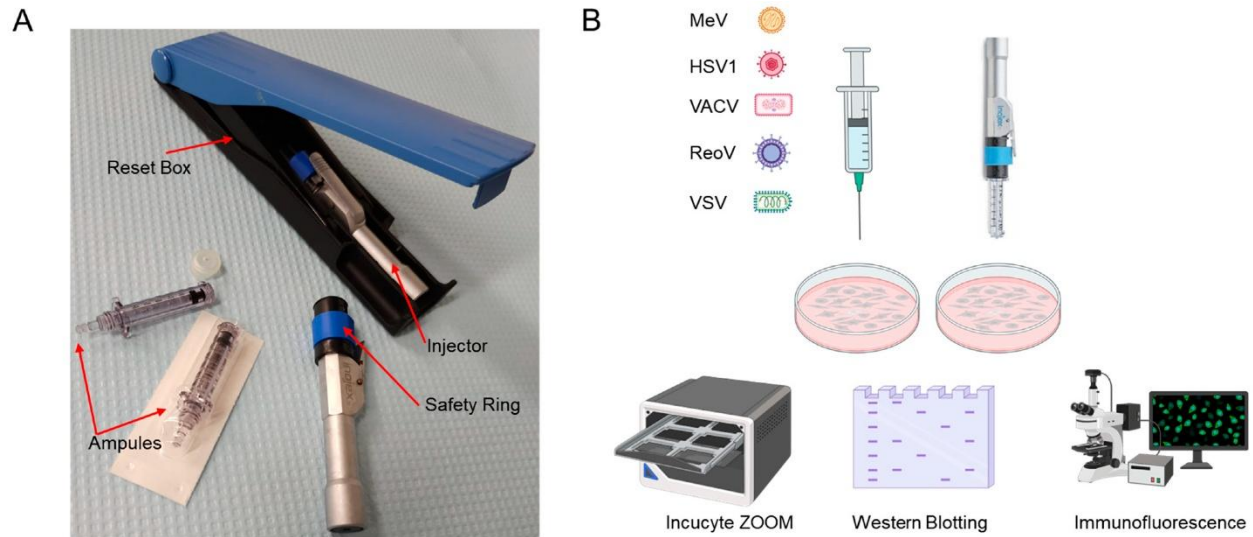 A
Reset Box
Injector
Safety Ring
Ampules
B
MeV
HSV1
VACV
ReoV
VSV
Incucyte ZOOM
Western Blotting
Immunofluorescence